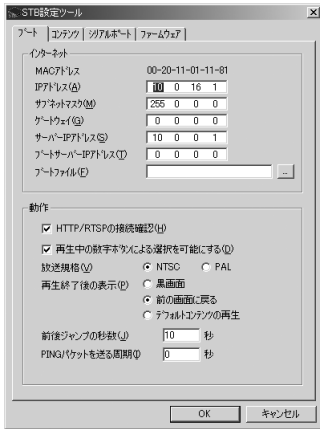 STB設定ツール
ブート コンテンツ シリアルポート ファームウェア
インターネット
MACアドレス 00-20-11-01-11-81
IPアドレス(A) 10 0 16 1
サブネットマスク(M) 255 0 0 0
ゲートウェイ(G) 0 0 0 0
サーバーIPアドレス(S) 10 0 0 1
ブートサーバーIPアドレス(T) 0 0 0 0
ブートファイル(F) ...
動作
HTTP/RTSPの接続確認(H)
再生中の数字ボタンによる選択を可能にする(D)
放送規格(V) NTSC PAL
再生終了後の表示(P) 黒画面
前の画面に戻る
デフォルトコンテンツの再生
前後ジャンプの秒数(J) 10 秒
PINGパケットを送る周期(I) 0 秒
OK キャンセル